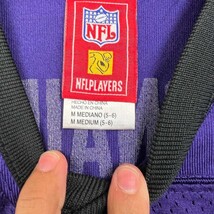 NFL
NFLPLAYERS
HECHO EN CHINA
MADE IN CHINA
M MEDIANO (5-6)
M MEDIUM (5-6)